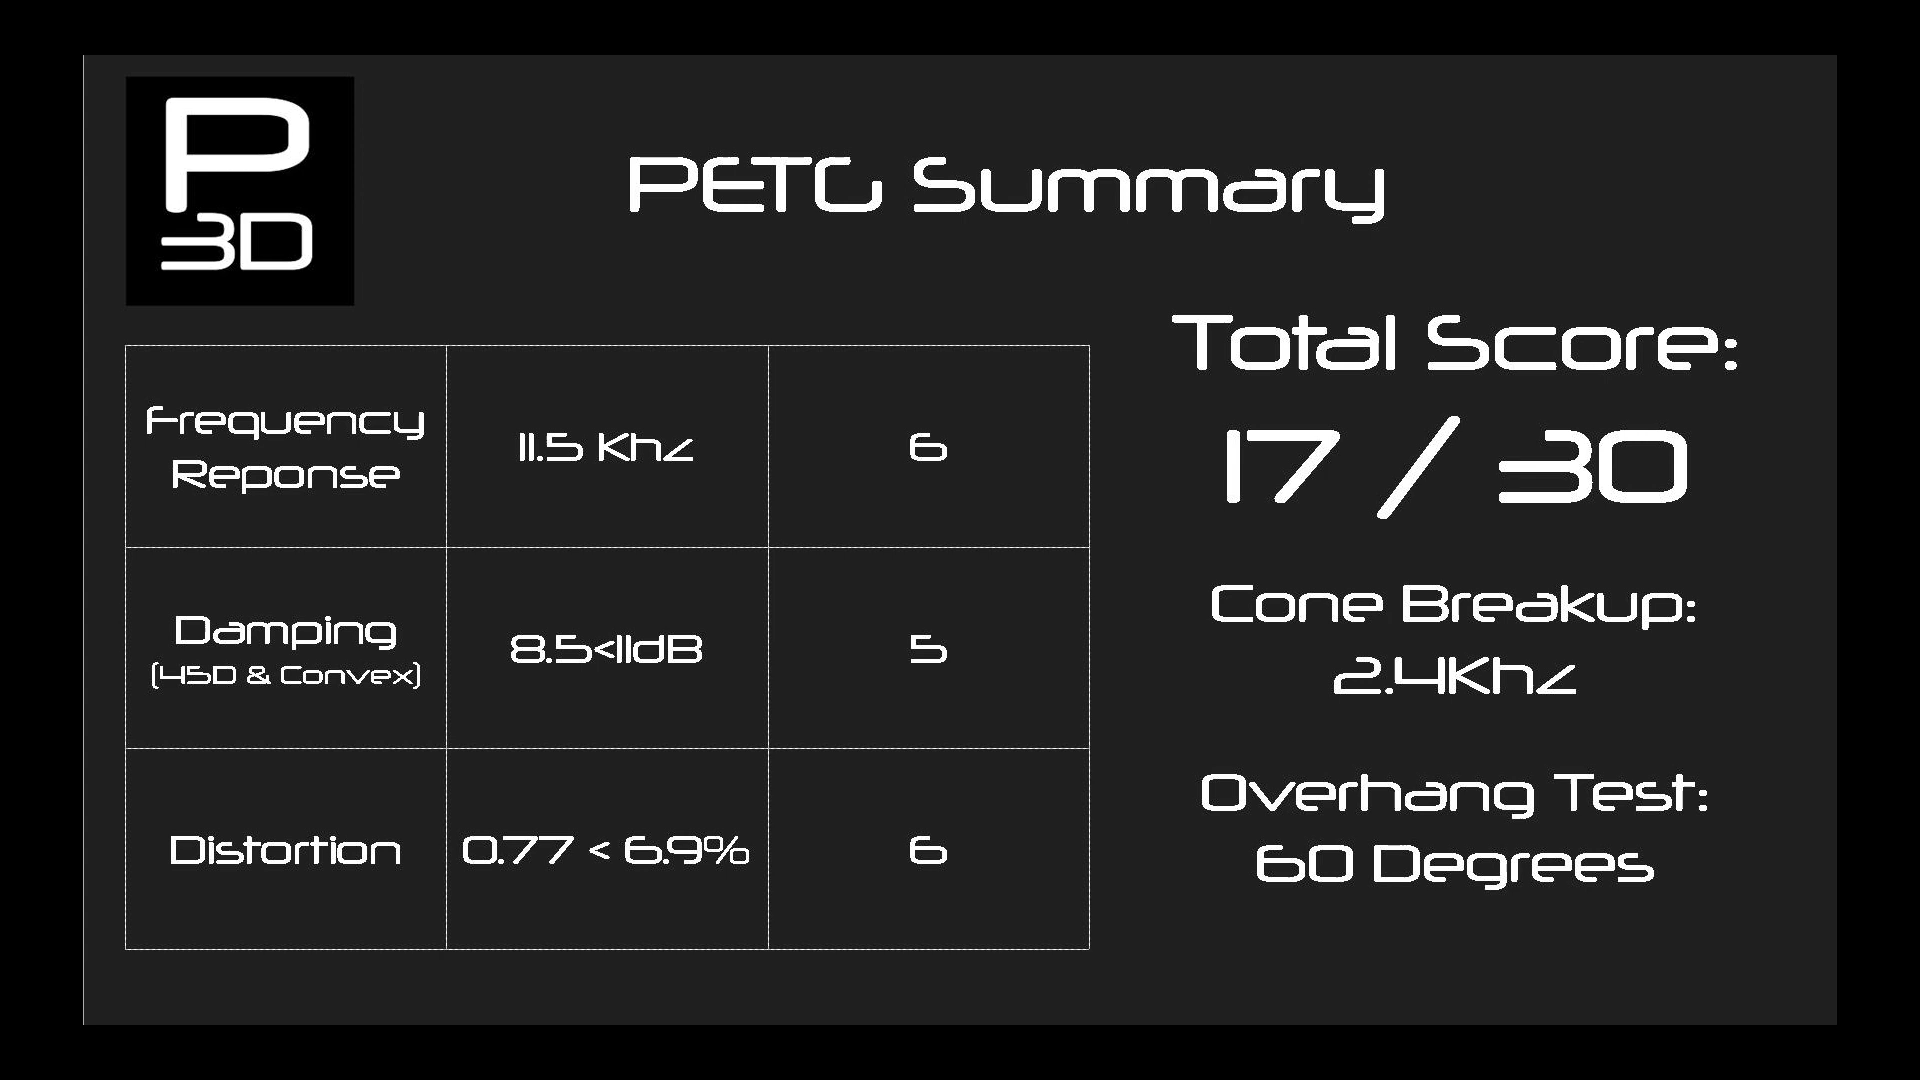 P
3D
PETG Summary
Frequency
Reponse
11.5 Khz
6
Damping
(45D & Convex)
8.5<11dB
5
Distortion
0.77 < 6.9%
6
Total Score:
17 / 30
Cone Breakup:
2.4Khz
Overhang Test:
60 Degrees